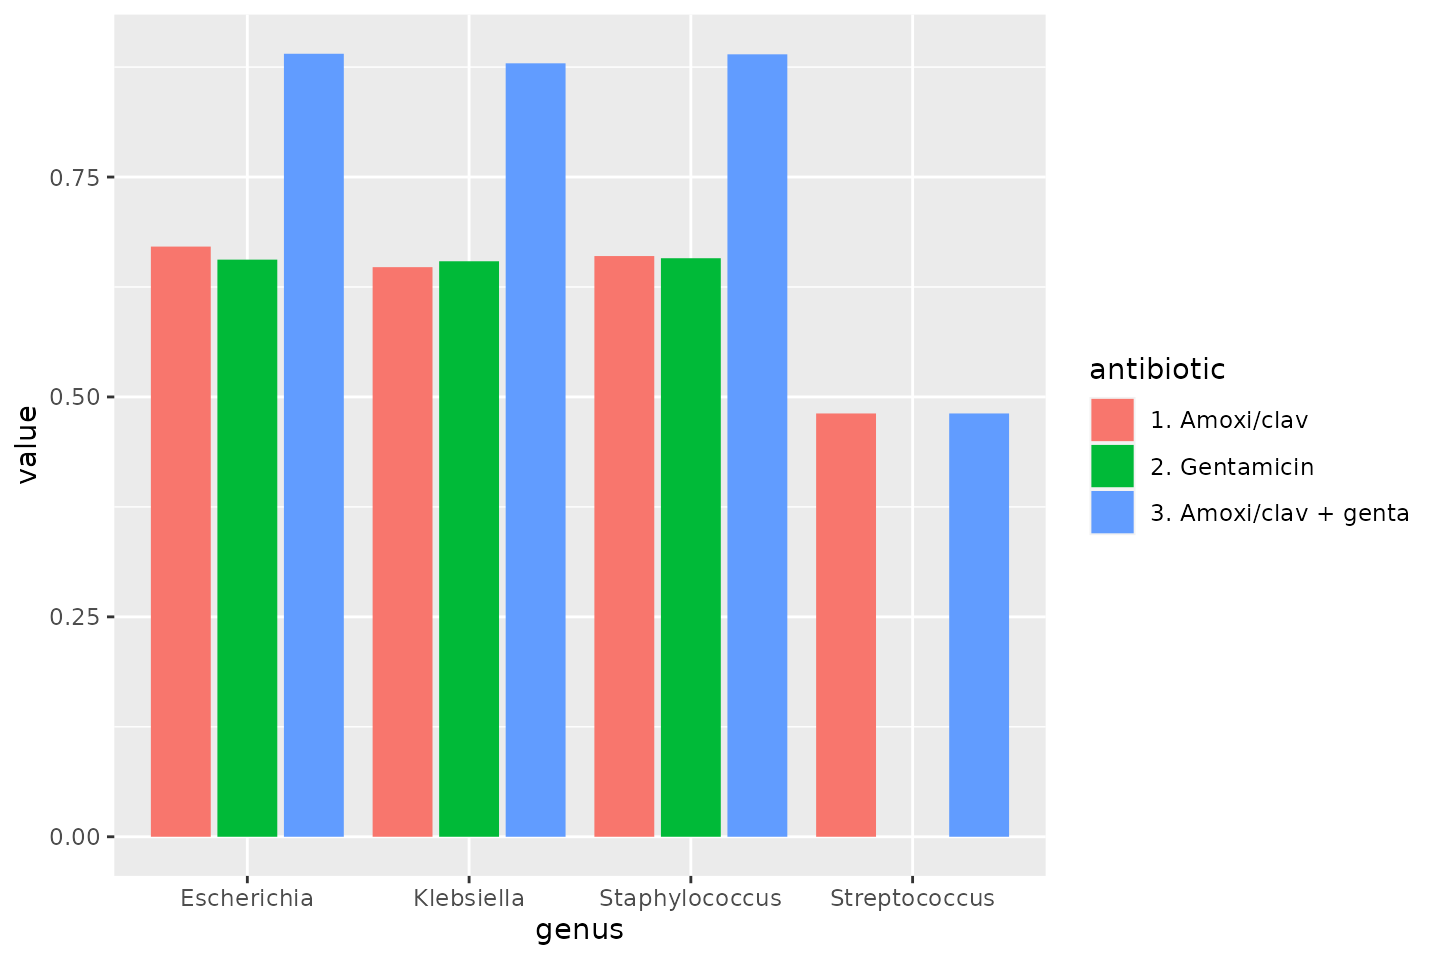 value
0.75
0.50
0.25
0.00
Escherichia
Klebsiella
Staphylococcus
Streptococcus
genus
antibiotic
1. Amoxi/clav
2. Gentamicin
3. Amoxi/clav + genta